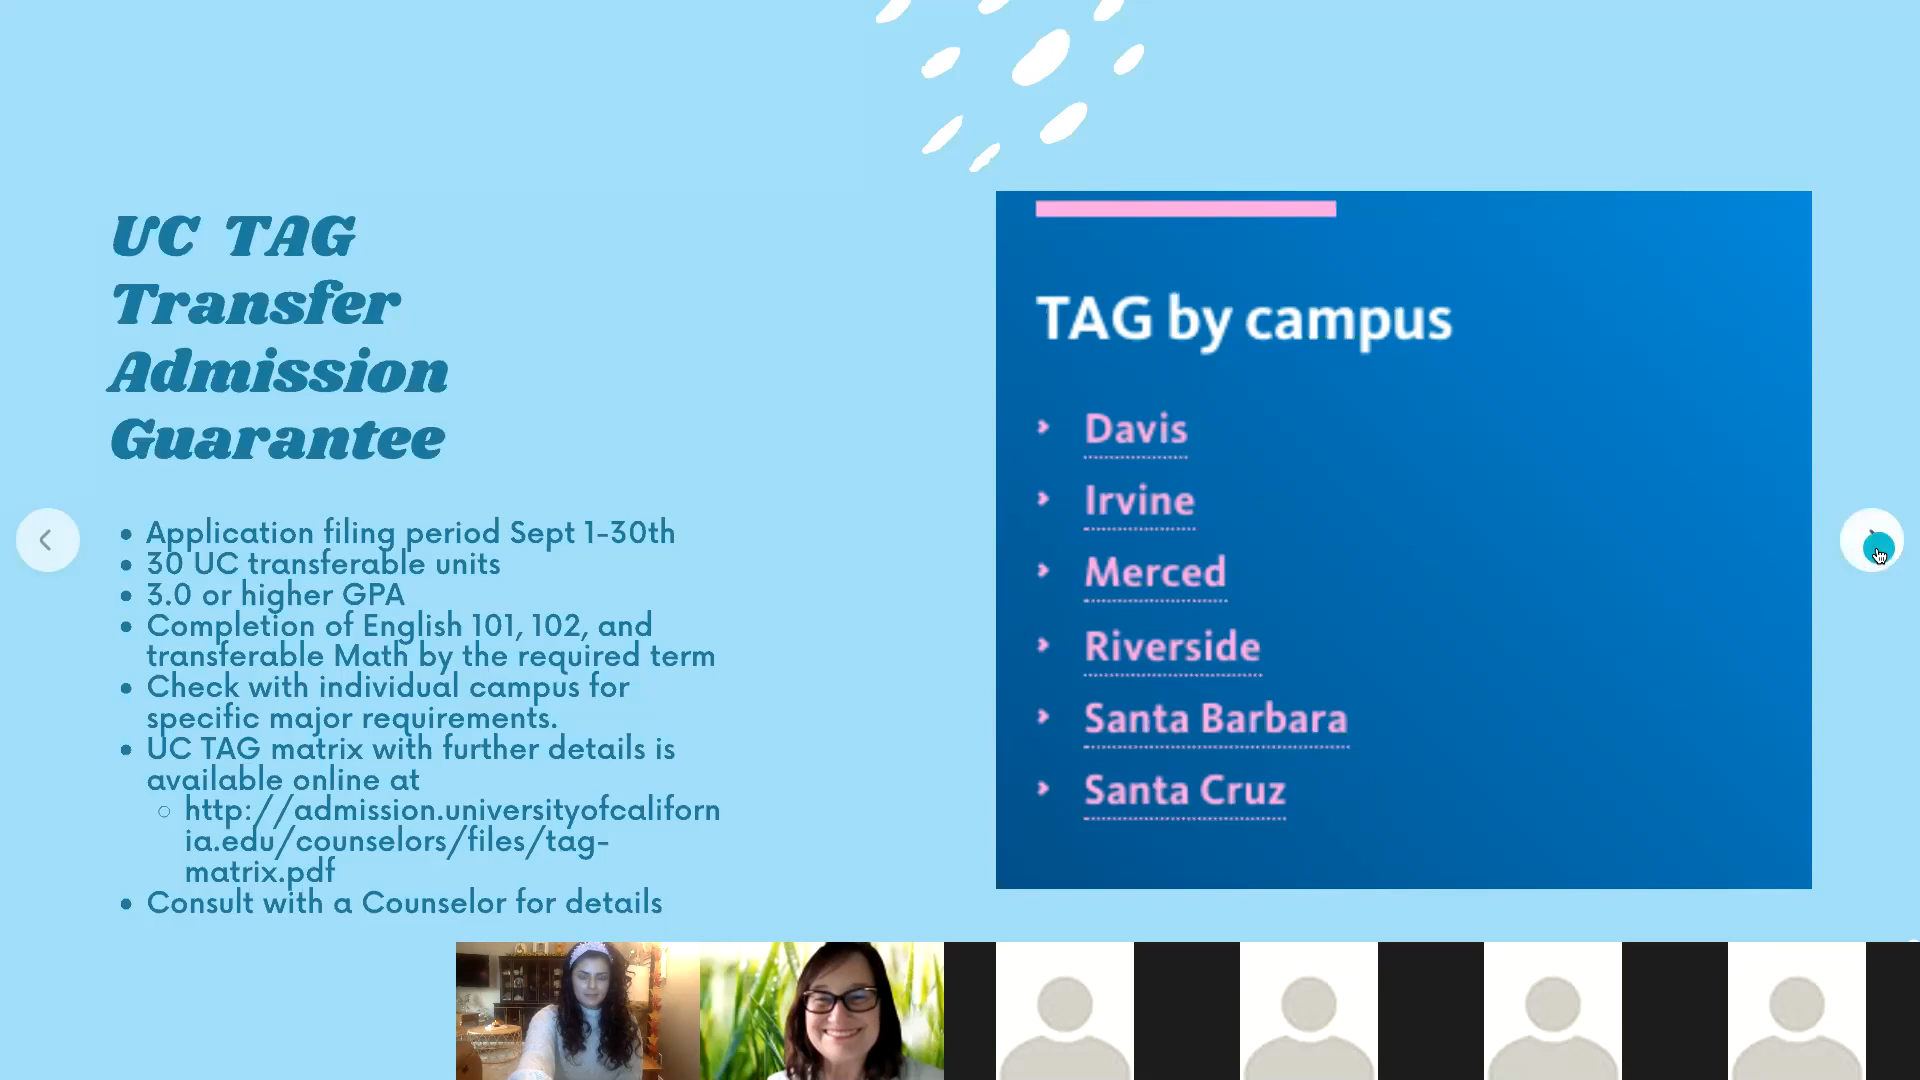 UC TAG
Transfer
Admission
Guarantee
• Application filing period Sept 1-30th
• 30 UC transferable units
• 3.0 or higher GPA
• Completion of English 101, 102, and
transferable Math by the required term
• Check with individual campus for
specific major requirements.
• UC TAG matrix with further details is
available online at
○ http://admission.universityofcaliforn
ia.edu/counselors/files/tag-
matrix.pdf
• Consult with a Counselor for details
TAG by campus
› Davis
› Irvine
› Merced
› Riverside
› Santa Barbara
› Santa Cruz